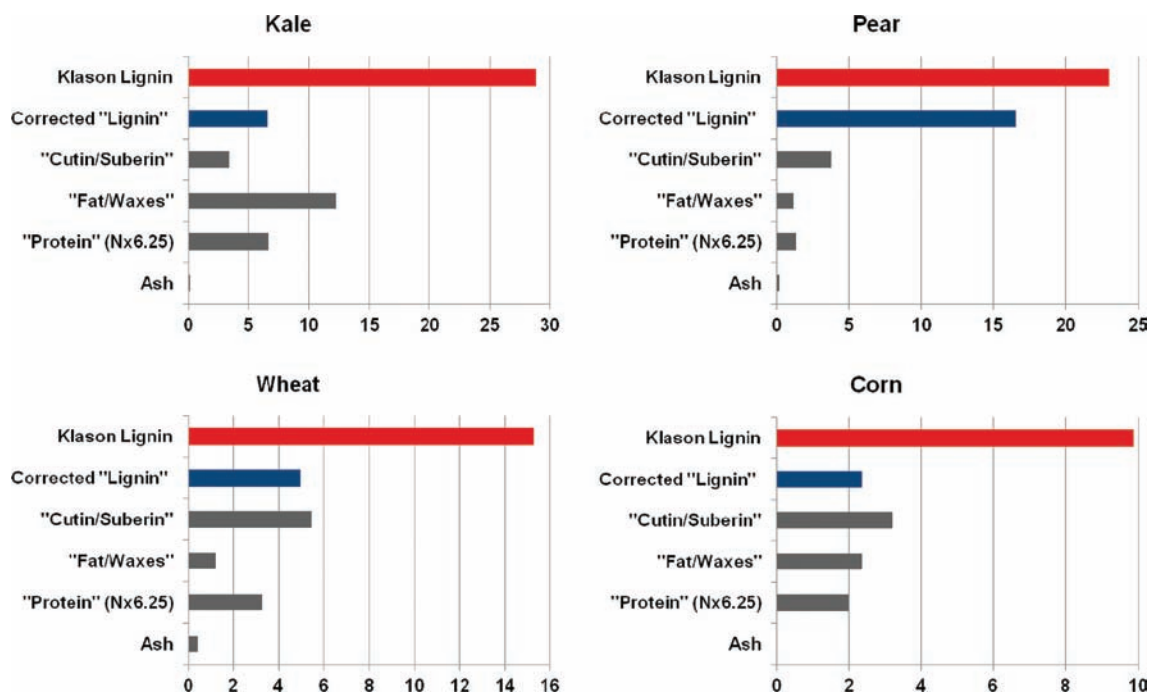 Kale
Klason Lignin
Corrected "Lignin"
"Cutin/Suberin"
"Fat/Waxes"
"Protein" (Nx6.25)
Ash
0 5 10 15 20 25 30
Pear
Klason Lignin
Corrected "Lignin"
"Cutin/Suberin"
"Fat/Waxes"
"Protein" (Nx6.25)
Ash
0 5 10 15 20 25
Wheat
Klason Lignin
Corrected "Lignin"
"Cutin/Suberin"
"Fat/Waxes"
"Protein" (Nx6.25)
Ash
0 2 4 6 8 10 12 14 16
Corn
Klason Lignin
Corrected "Lignin"
"Cutin/Suberin"
"Fat/Waxes"
"Protein" (Nx6.25)
Ash
0 2 4 6 8 10